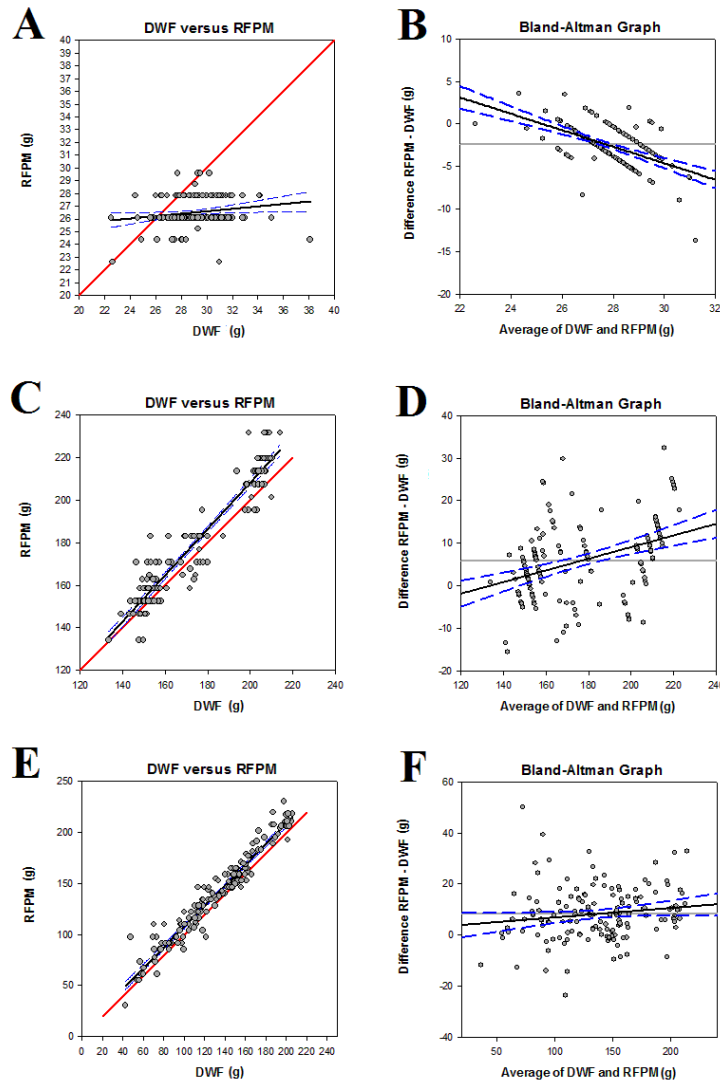 A
DWF versus RFPM
40
39
38
37
36
35
34
33
32
31
30
29
28
27
26
25
24
23
22
21
20
RFPM (g)
20 22 24 26 28 30 32 34 36 38 40
DWF (g)
B
Bland-Altman Graph
10
5
0
-5
-10
-15
-20
Difference RFPM - DWF (g)
22 24 26 28 30 32
Average of DWF and RFPM (g)
C
DWF versus RFPM
240
220
200
180
160
140
120
RFPM (g)
120 140 160 180 200 220 240
DWF (g)
D
Bland-Altman Graph
40
30
20
10
0
-10
-20
Difference RFPM - DWF (g)
120 140 160 180 200 220 240
Average of DWF and RFPM (g)
E
DWF versus RFPM
250
200
150
100
50
0
RFPM (g)
0 20 40 60 80 100 120 140 160 180 200 220 240
DWF (g)
F
Bland-Altman Graph
60
40
20
0
-20
-40
Difference RFPM - DWF (g)
50 100 150 200
Average of DWF and RFPM (g)